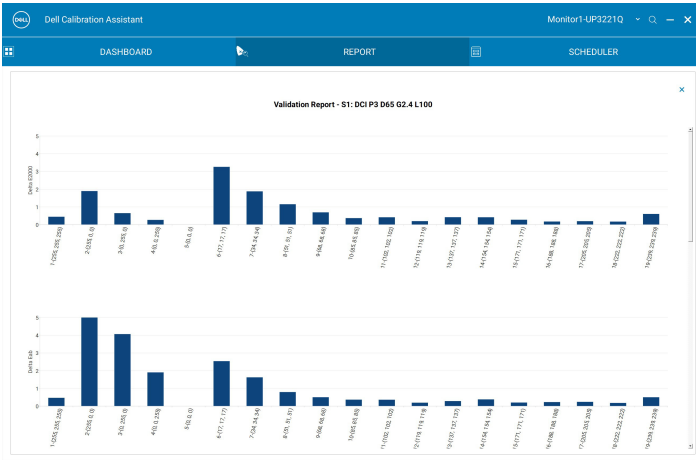 DELL
Dell Calibration Assistant
Monitor1-UP3221Q
DASHBOARD
REPORT
SCHEDULER
Validation Report - S1: DCI P3 D65 G2.4 L100
Delta E2000
5
4
3
2
1
0
1-(255, 255, 255)
2-(255, 0, 0)
3-(0, 255, 0)
4-(0, 0, 255)
5-(0, 0, 0)
6-(17, 17, 17)
7-(34, 34, 34)
8-(51, 51, 51)
9-(68, 68, 68)
10-(85, 85, 85)
11-(102, 102, 102)
12-(119, 119, 119)
13-(137, 137, 137)
14-(154, 154, 154)
15-(171, 171, 171)
16-(188, 188, 188)
17-(205, 205, 205)
18-(222, 222, 222)
19-(239, 239, 239)
Delta Eab
5
4
3
2
1
0
1-(255, 255, 255)
2-(255, 0, 0)
3-(0, 255, 0)
4-(0, 0, 255)
5-(0, 0, 0)
6-(17, 17, 17)
7-(34, 34, 34)
8-(51, 51, 51)
9-(68, 68, 68)
10-(85, 85, 85)
11-(102, 102, 102)
12-(119, 119, 119)
13-(137, 137, 137)
14-(154, 154, 154)
15-(171, 171, 171)
16-(188, 188, 188)
17-(205, 205, 205)
18-(222, 222, 222)
19-(239, 239, 239)